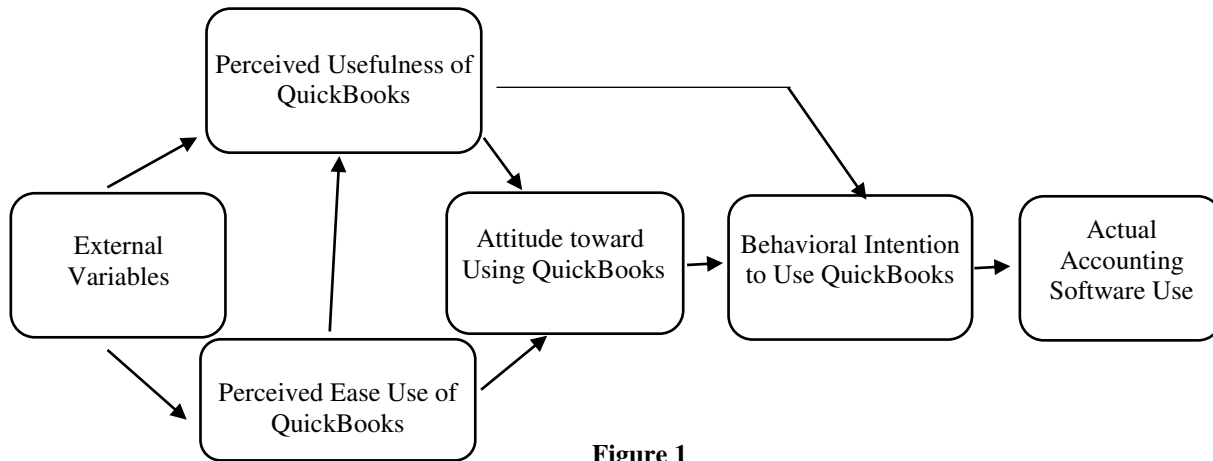 Perceived Usefulness of
QuickBooks
External
Variables
Attitude toward
Using QuickBooks
Behavioral Intention
to Use QuickBooks
Actual
Accounting
Software Use
Perceived Ease Use of
QuickBooks
Figure 1